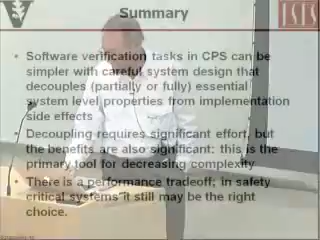 Summary
ISIS
• Software verification tasks in CPS can be
simpler with careful system design that
decouples (partially or fully) essential
system level properties from implementation
side effects
• Decoupling requires significant effort, but
the benefits are also significant; this is the
primary tool for decreasing complexity
• There is a performance tradeoff; in safety
critical systems it still may be the right
choice.